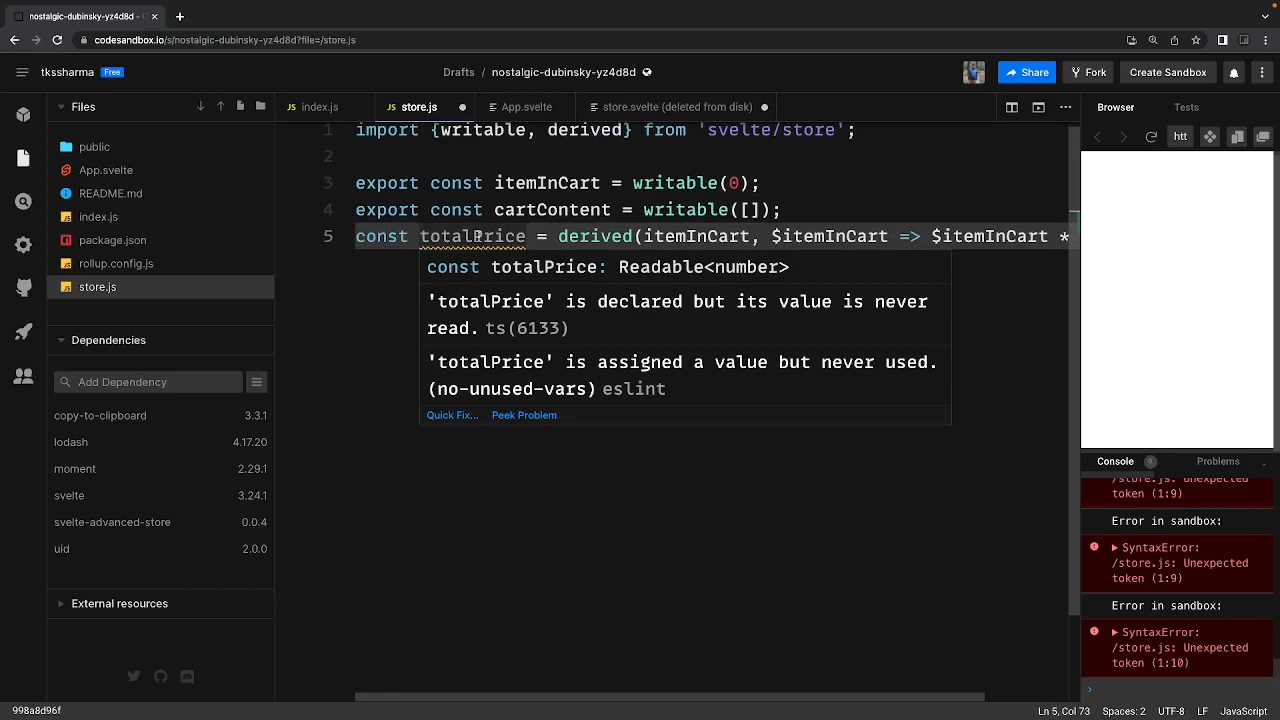 nostalgic-dubinsky-yz4d8d -
codesandbox.io/s/nostalgic-dubinsky-yz4d8d?file=/store.js
tkssharma Free
Drafts / nostalgic-dubinsky-yz4d8d
Share
Fork
Create Sandbox
Files
index.js
store.js
App.svelte
store.svelte (deleted from disk)
Browser
Tests
htt
public
App.svelte
README.md
index.js
package.json
rollup.config.js
store.js
Dependencies
Add Dependency
copy-to-clipboard 3.3.1
lodash 4.17.20
moment 2.29.1
svelte 3.24.1
svelte-advanced-store 0.0.4
uid 2.0.0
External resources
1 import {writable, derived} from 'svelte/store';
2
3 export const itemInCart = writable(0);
4 export const cartContent = writable([]);
5 const totalPrice = derived(itemInCart, $itemInCart => $itemInCart *
const totalPrice: Readable<number>
'totalPrice' is declared but its value is never
read. ts(6133)
'totalPrice' is assigned a value but never used.
(no-unused-vars) eslint
Quick Fix... Peek Problem
Console 0 Problems
/store.js: Unexpected
token (1:9)
Error in sandbox:
SyntaxError:
/store.js: Unexpected
token (1:9)
Error in sandbox:
SyntaxError:
/store.js: Unexpected
token (1:10)
998a8d96f
Ln 5, Col 73 Spaces: 2 UTF-8 LF JavaScript